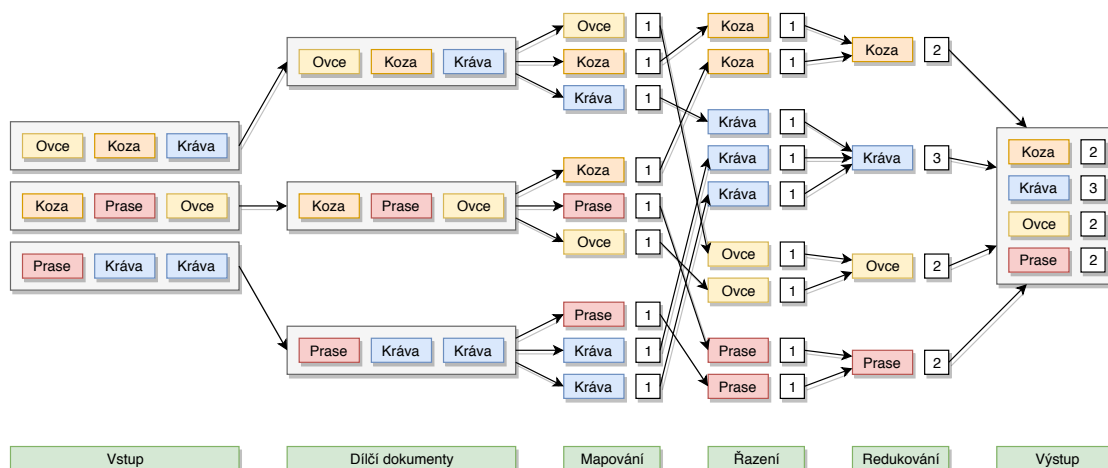 Ovce Koza Kráva
Koza Prase Ovce
Prase Kráva Kráva
Ovce Koza Kráva
Koza Prase Ovce
Prase Kráva Kráva
Ovce 1
Koza 1
Kráva 1
Koza 1
Prase 1
Ovce 1
Prase 1
Kráva 1
Kráva 1
Koza 1
Koza 1
Kráva 1
Kráva 1
Kráva 1
Ovce 1
Ovce 1
Prase 1
Prase 1
Koza 2
Kráva 3
Ovce 2
Prase 2
Koza 2
Kráva 3
Ovce 2
Prase 2
Vstup
Dílčí dokumenty
Mapování
Řazení
Redukování
Výstup